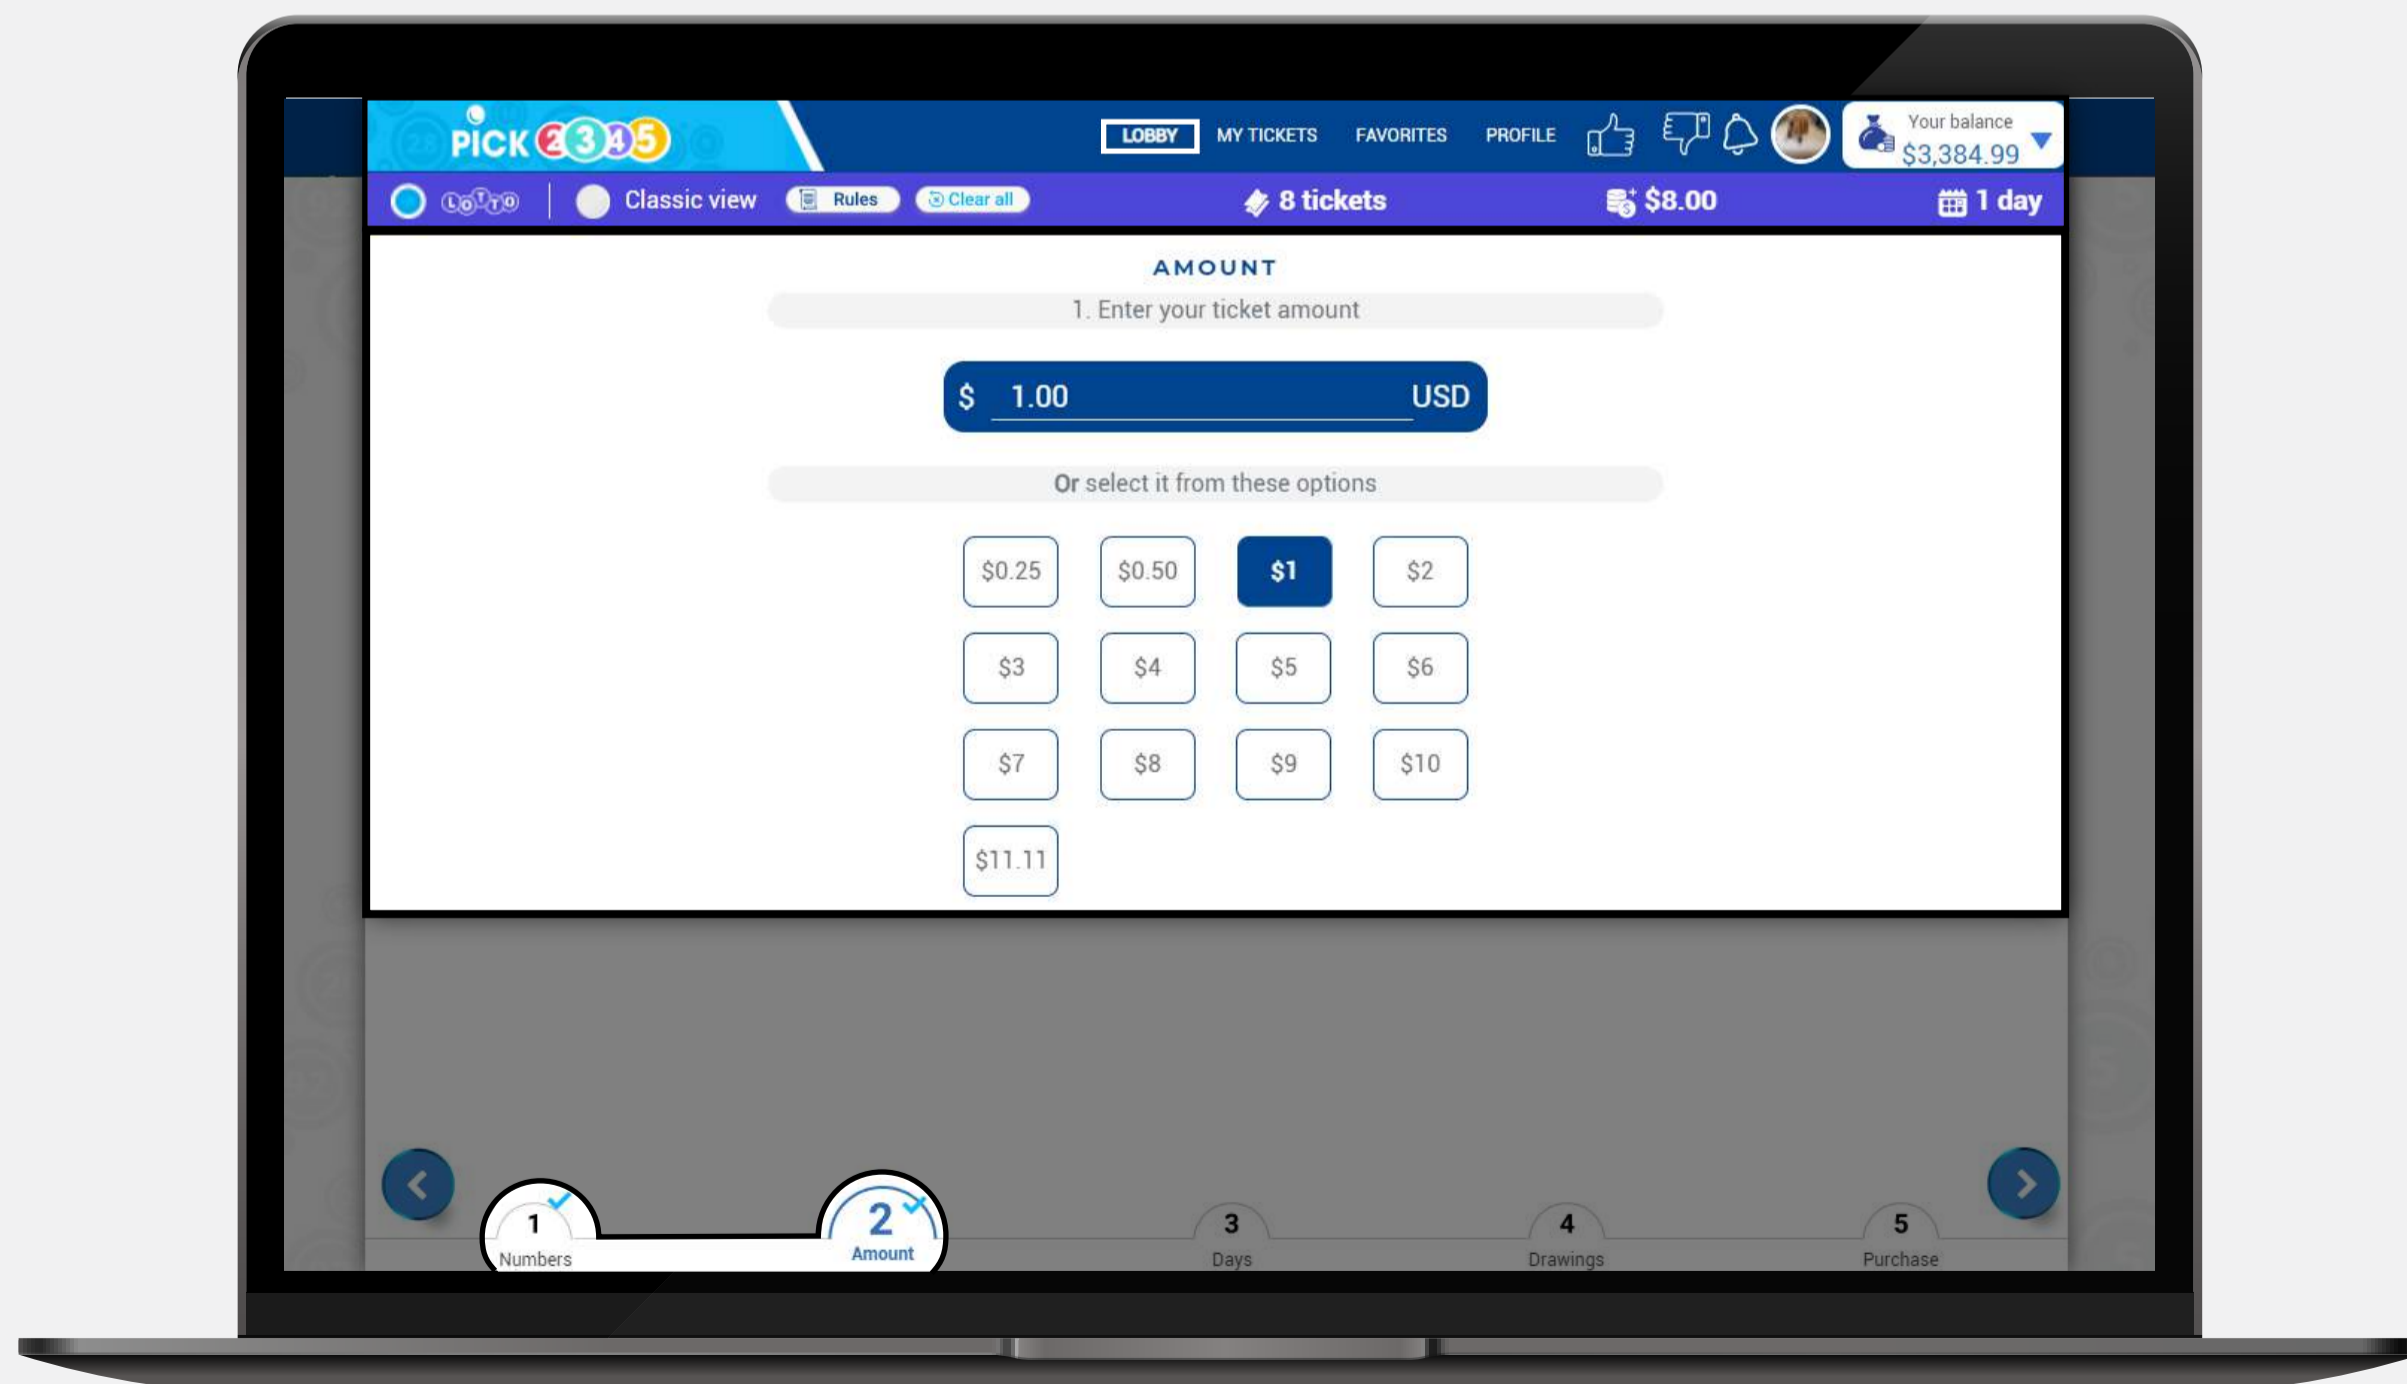 PiCK 2345
LOBBY MY TICKETS FAVORITES PROFILE
Your balance
$3,384.99
LOTTO Classic view Rules Clear all 8 tickets $8.00 1 day
AMOUNT
1. Enter your ticket amount
$ 1.00 USD
Or select it from these options
$0.25 $0.50 $1 $2
$3 $4 $5 $6
$7 $8 $9 $10
$11.11
1 2 3 4 5
Numbers Amount Days Drawings Purchase